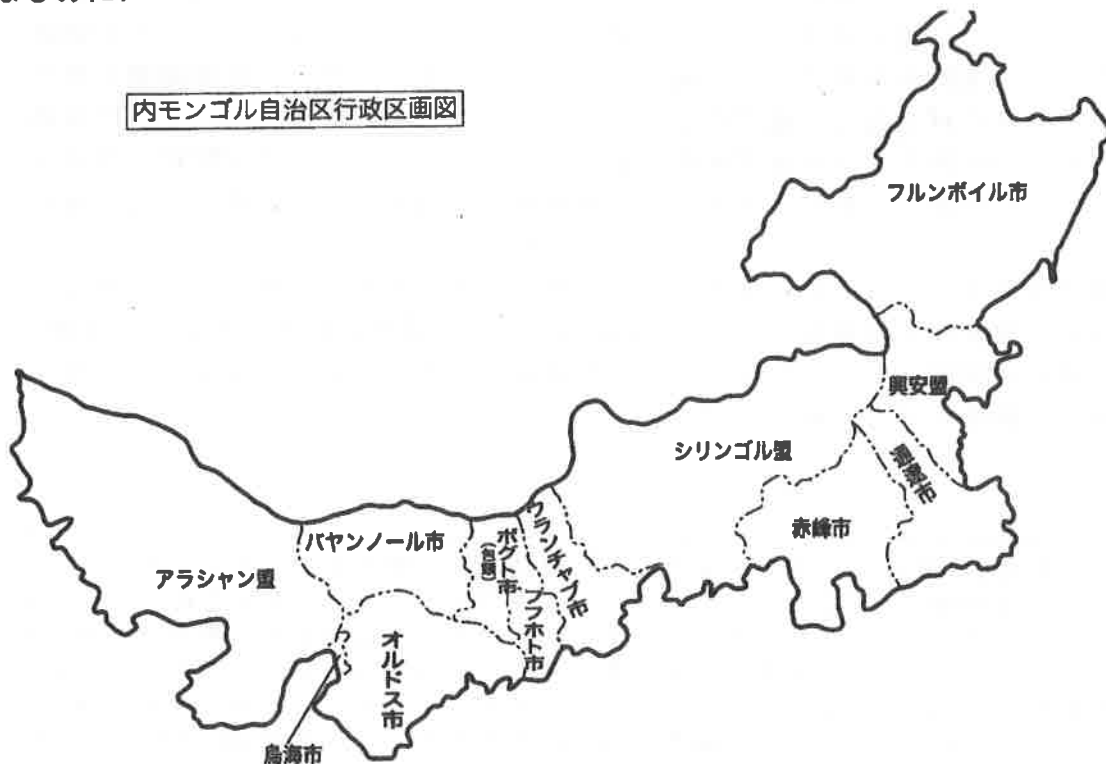 内モンゴル自治区行政区画図
フルンボイル市
興安盟
シリンゴル盟
通遼市
赤峰市
ウランチャブ市
ボグト市
(包頭)
フフホト市
バヤンノール市
アラシャン盟
オルドス市
烏海市